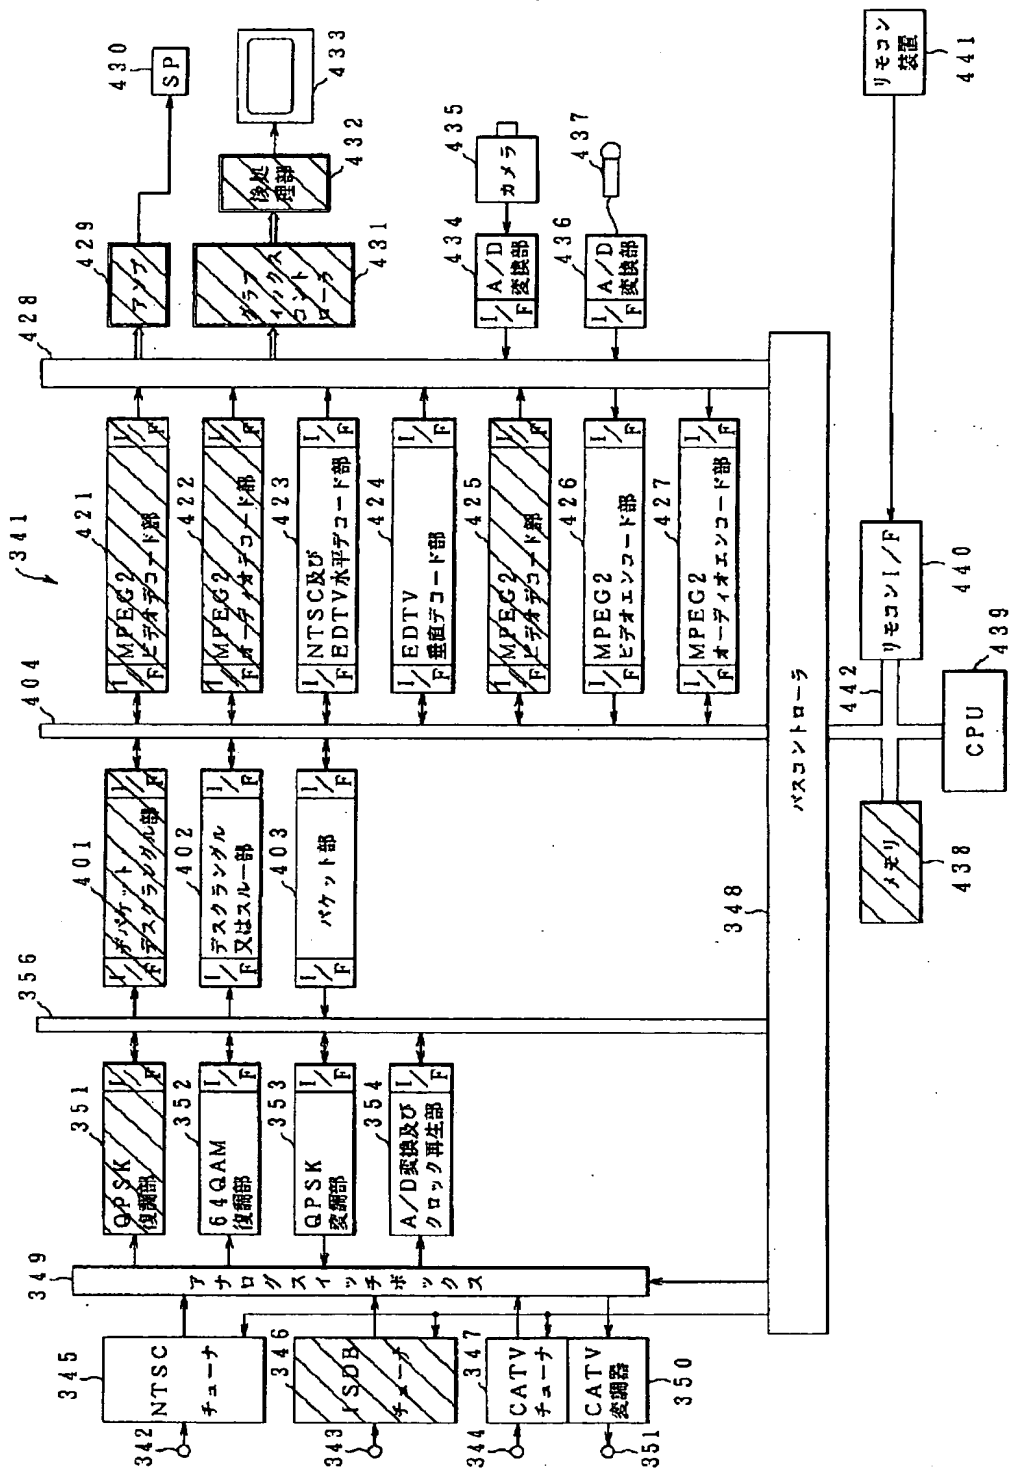 341
342
343
344
351
345
NTSC
チューナ
346
ISDB
チューナ
347
CATV
チューナ
CATV
変調器
350
349
アナログスイッチボックス
351
QPSK
復調部
I/F
352
64QAM
復調部
I/F
353
QPSK
変調部
I/F
354
A/D変換及び
クロック再生部
I/F
356
401
I/F
デパケット
デスクランブル部
I/F
402
I/F
デスクランブル
又はスルー部
I/F
403
I/F
パケット部
I/F
404
421
I/F
MPEG2
ビデオデコード部
I/F
422
I/F
MPEG2
オーディオデコード部
I/F
423
I/F
NTSC及び
EDTV水平デコード部
I/F
424
I/F
EDTV
垂直デコード部
I/F
425
I/F
MPEG2
ビデオデコード部
I/F
426
I/F
MPEG2
ビデオエンコード部
I/F
427
I/F
MPEG2
オーディオエンコード部
I/F
428
429
アンプ
430
SP
431
グラフ
ィックス
コント
ローラ
432
後処
理部
433
434
I/F
A/D
変換部
435
カメラ
436
I/F
A/D
変換部
437
348
バスコントローラ
438
メモリ
442
439
CPU
440
リモコンI/F
441
リモコン
装置